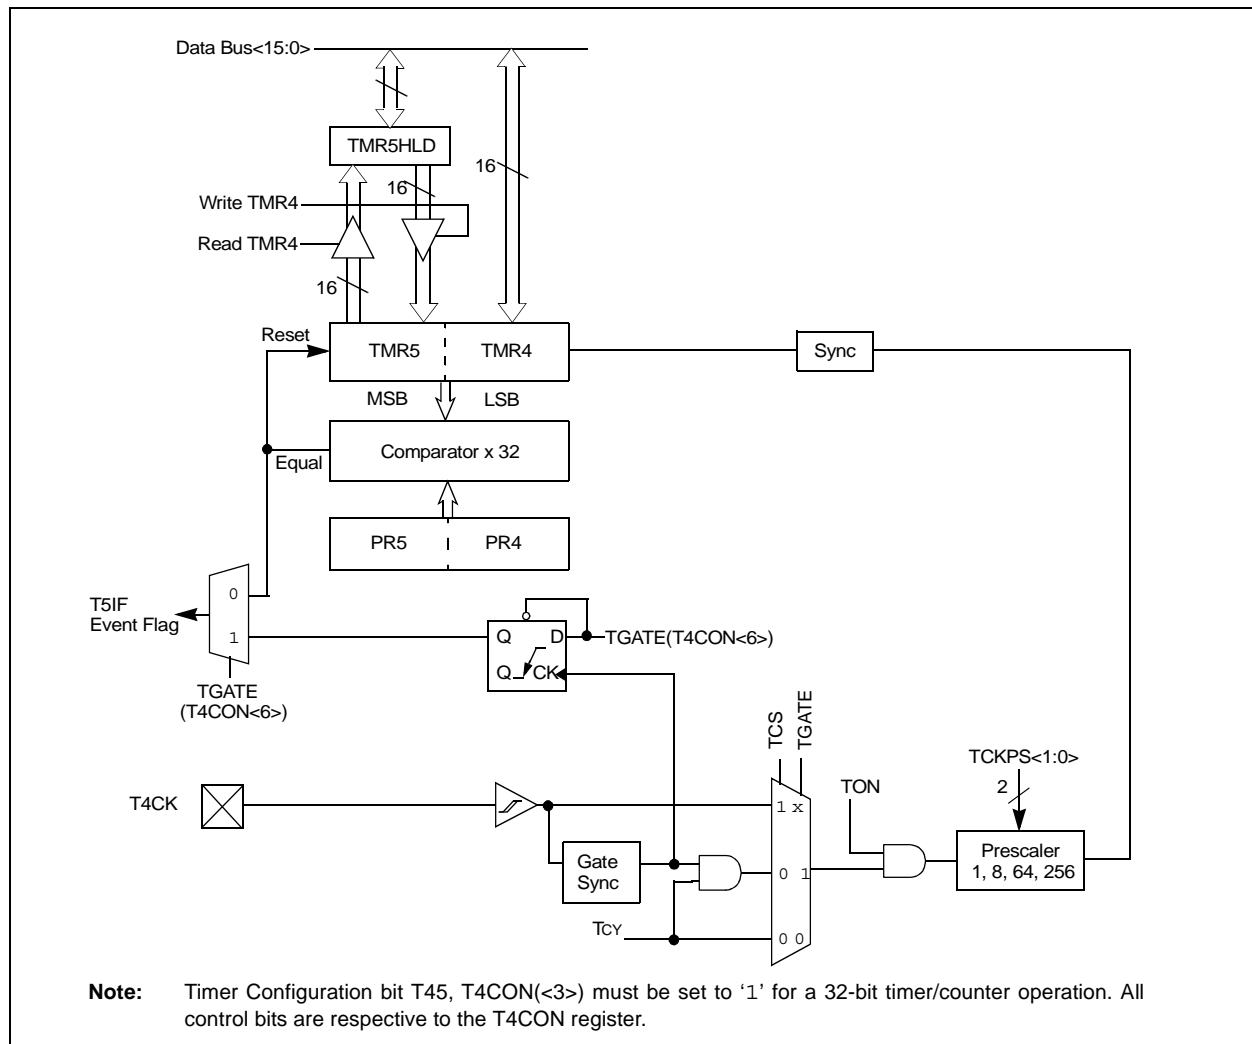 Data Bus<15:0>
TMR5HLD
16
16
Write TMR4
Read TMR4
16
Reset
TMR5
TMR4
Sync
MSB
LSB
Equal
Comparator x 32
PR5
PR4
0
1
T5IF
Event Flag
Q
D
TGATE(T4CON<6>)
Q
CK
TGATE
(T4CON<6>)
TCS
TGATE
TCKPS<1:0>
2
TON
T4CK
1 x
Gate
Sync
0 1
Prescaler
1, 8, 64, 256
TCY
0 0
Note: Timer Configuration bit T45, T4CON(<3>) must be set to ‘1’ for a 32-bit timer/counter operation. All
control bits are respective to the T4CON register.